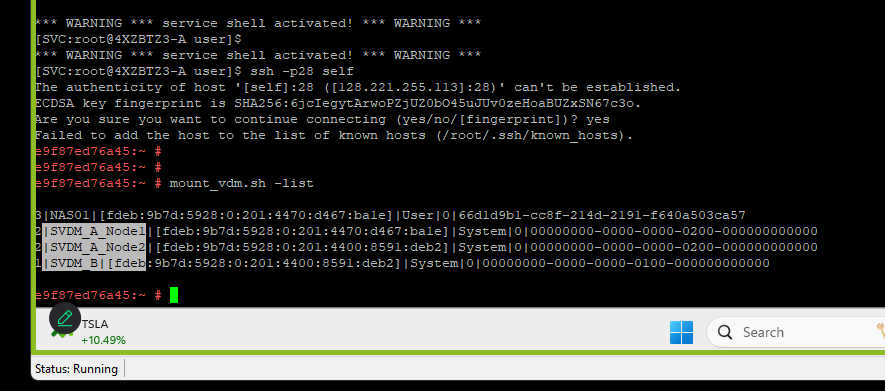 *** WARNING *** service shell activated! *** WARNING ***
[SVC:root@4XZBTZ3-A user]$
*** WARNING *** service shell activated! *** WARNING ***
[SVC:root@4XZBTZ3-A user]$ ssh -p28 self
The authenticity of host '[self]:28 ([128.221.255.113]:28)' can't be established.
ECDSA key fingerprint is SHA256:6jcIegytArwoPZjUZ0bO45uJUv0zeHoaBUZxSN67c3o.
Are you sure you want to continue connecting (yes/no/[fingerprint])? yes
Failed to add the host to the list of known hosts (/root/.ssh/known_hosts).
e9f87ed76a45:~ #
e9f87ed76a45:~ #
e9f87ed76a45:~ # mount_vdm.sh -list
3|NAS01|[fdeb:9b7d:5928:0:201:4470:d467:ba1e]|User|0|66d1d9b1-cc8f-214d-2191-f640a503ca57
2|SVDM_A_Node1|[fdeb:9b7d:5928:0:201:4470:d467:ba1e]|System|0|00000000-0000-0000-0200-000000000000
2|SVDM_A_Node2|[fdeb:9b7d:5928:0:201:4400:8591:deb2]|System|0|00000000-0000-0000-0200-000000000000
1|SVDM_B|[fdeb:9b7d:5928:0:201:4400:8591:deb2]|System|0|00000000-0000-0000-0100-000000000000
e9f87ed76a45:~ #
TSLA
+10.49%
Search
Status: Running